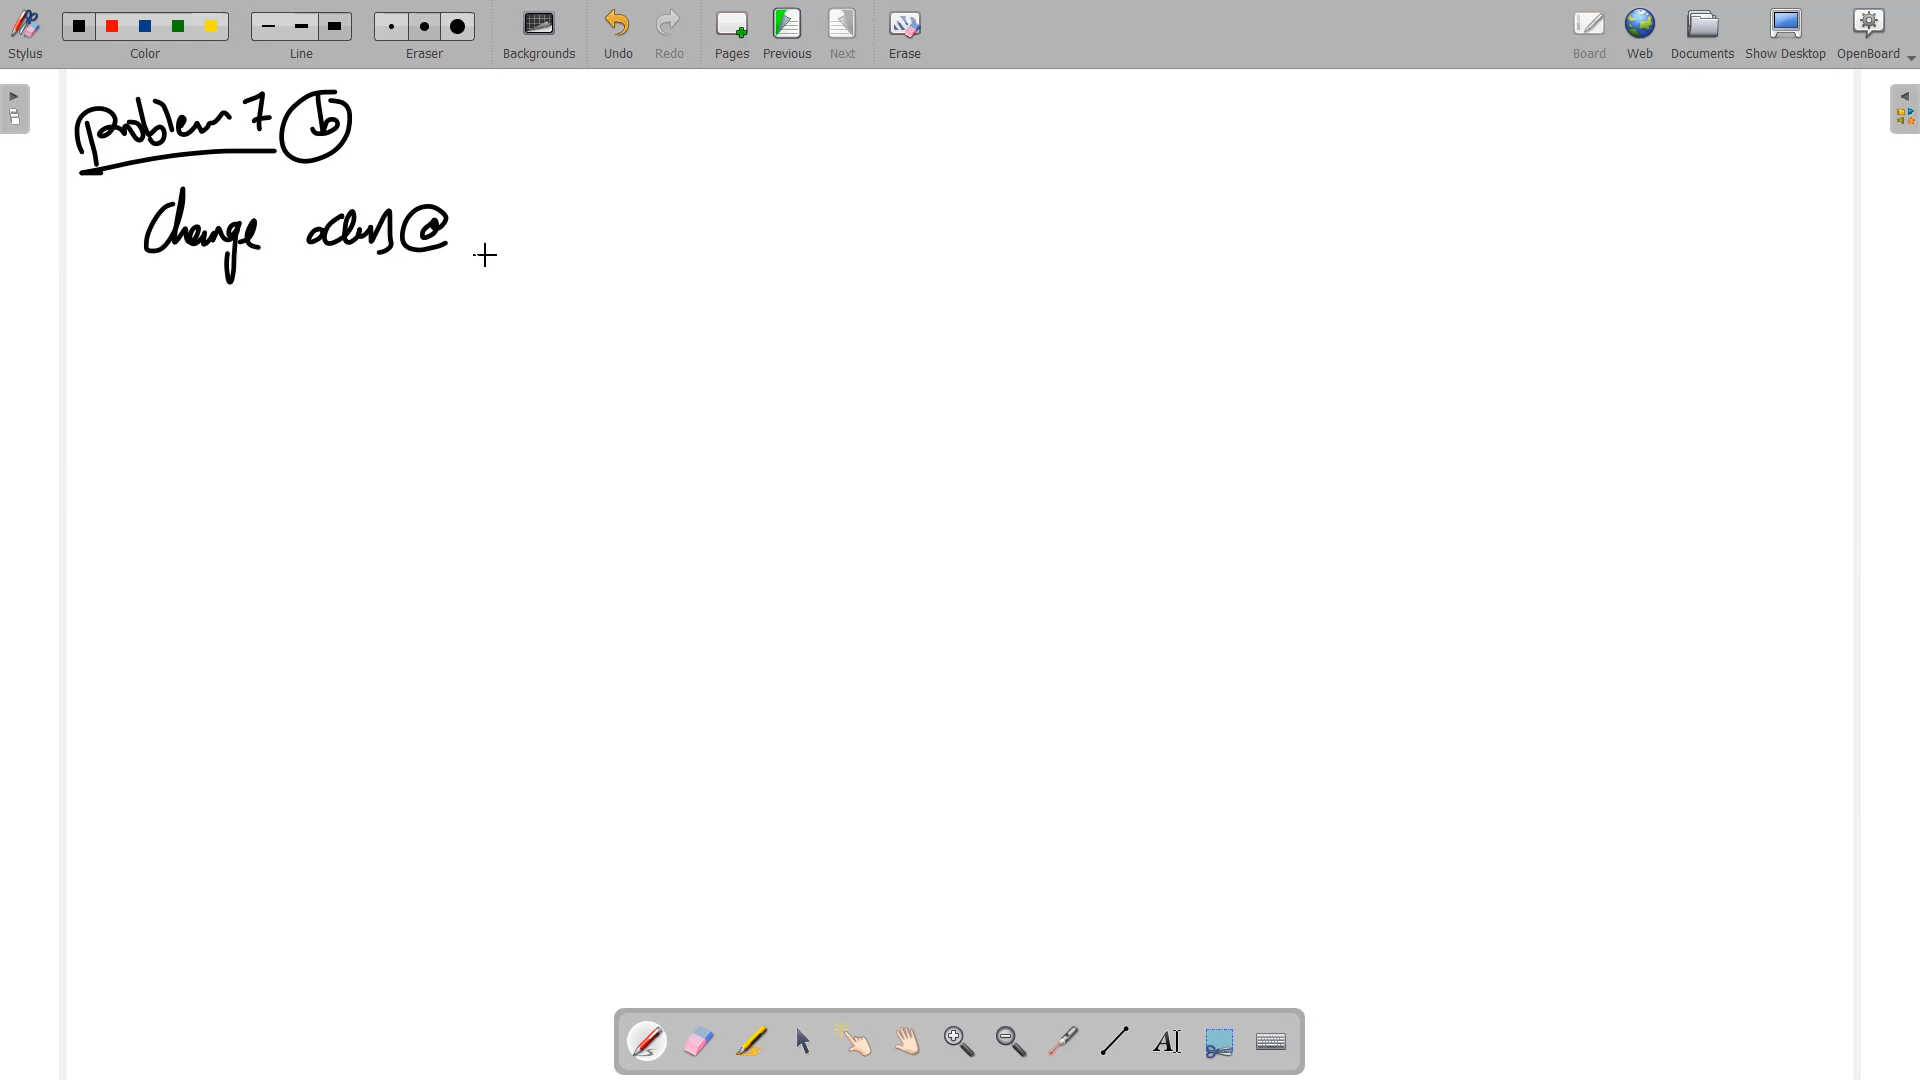 Stylus Color Line Eraser Backgrounds Undo Redo Pages Previous Next Erase Board Web Documents Show Desktop OpenBoard
problem 7 b
Change